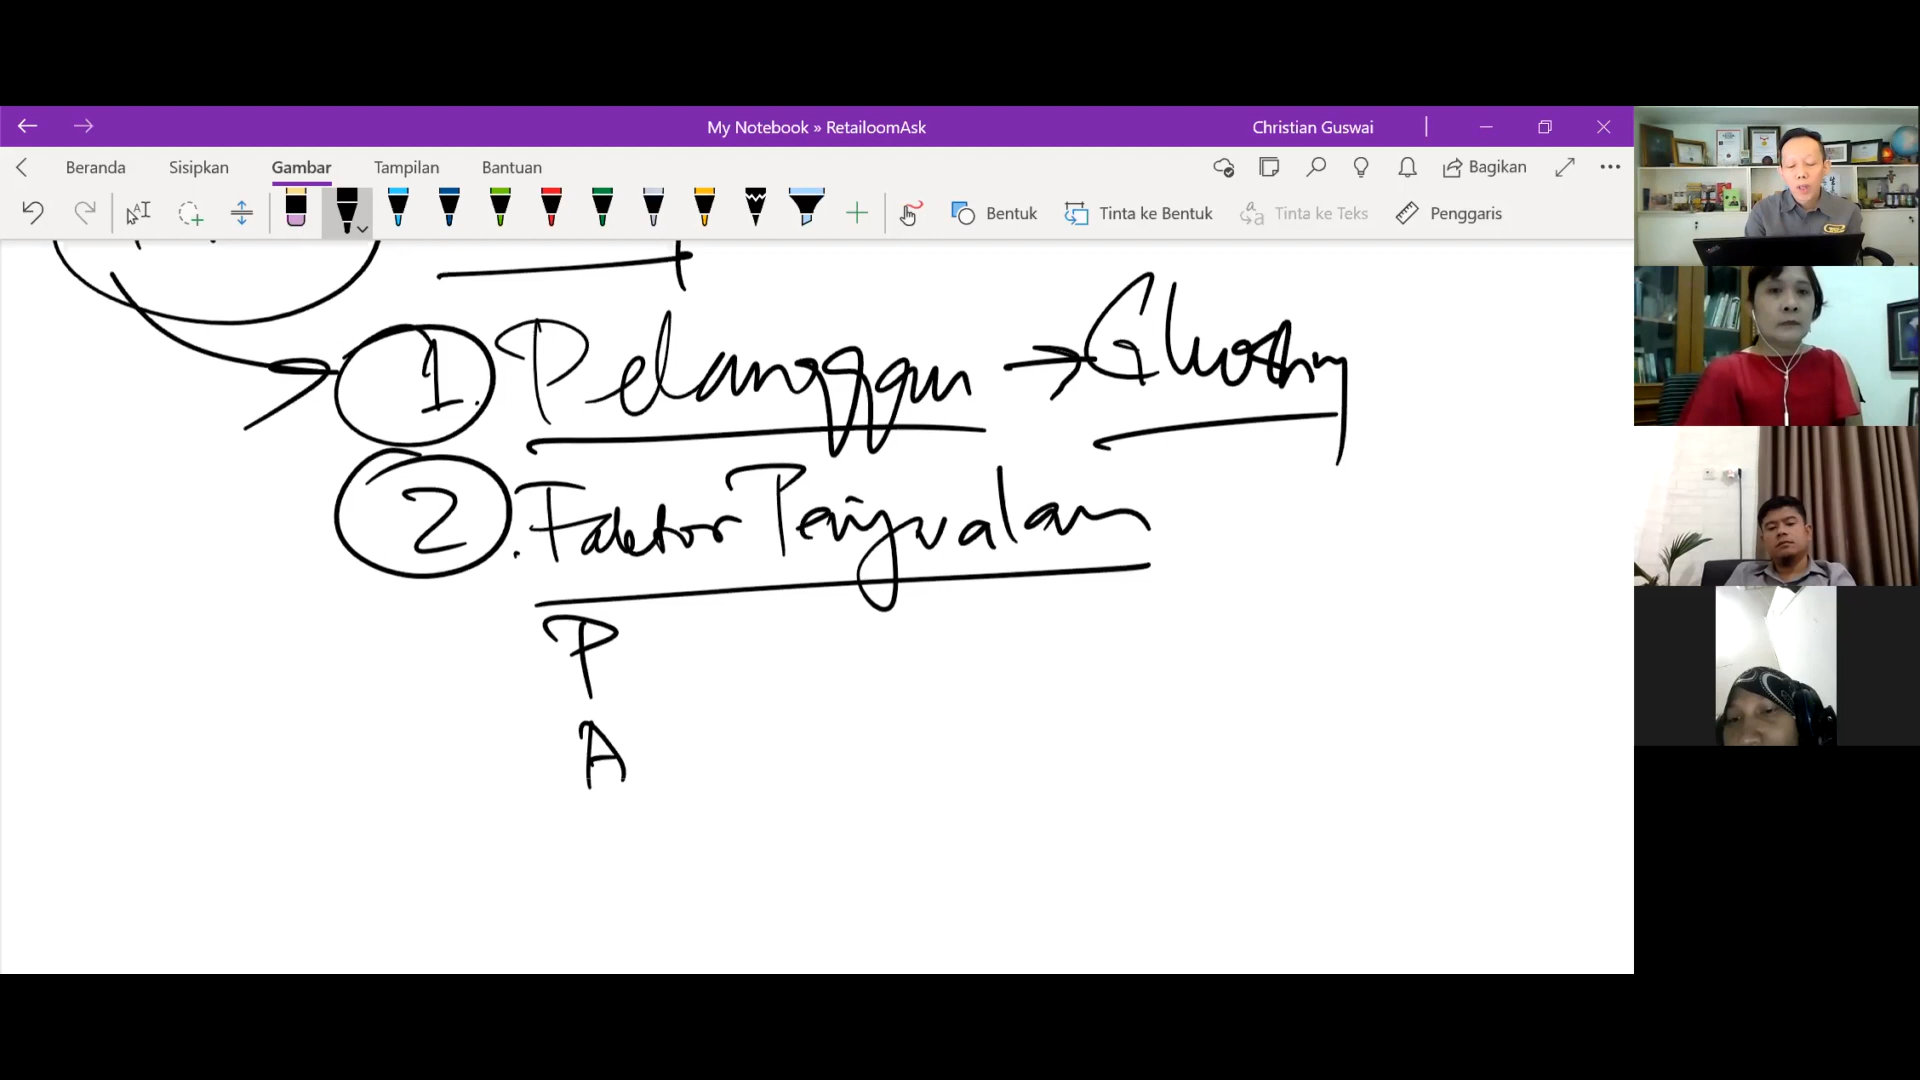 My Notebook » RetailoomAsk
Christian Guswai
Beranda Sisipkan Gambar Tampilan Bantuan
Bagikan
Bentuk Tinta ke Bentuk Tinta ke Teks Penggaris
1. Pelanggan →
2. Faktor Penjualan
P
A